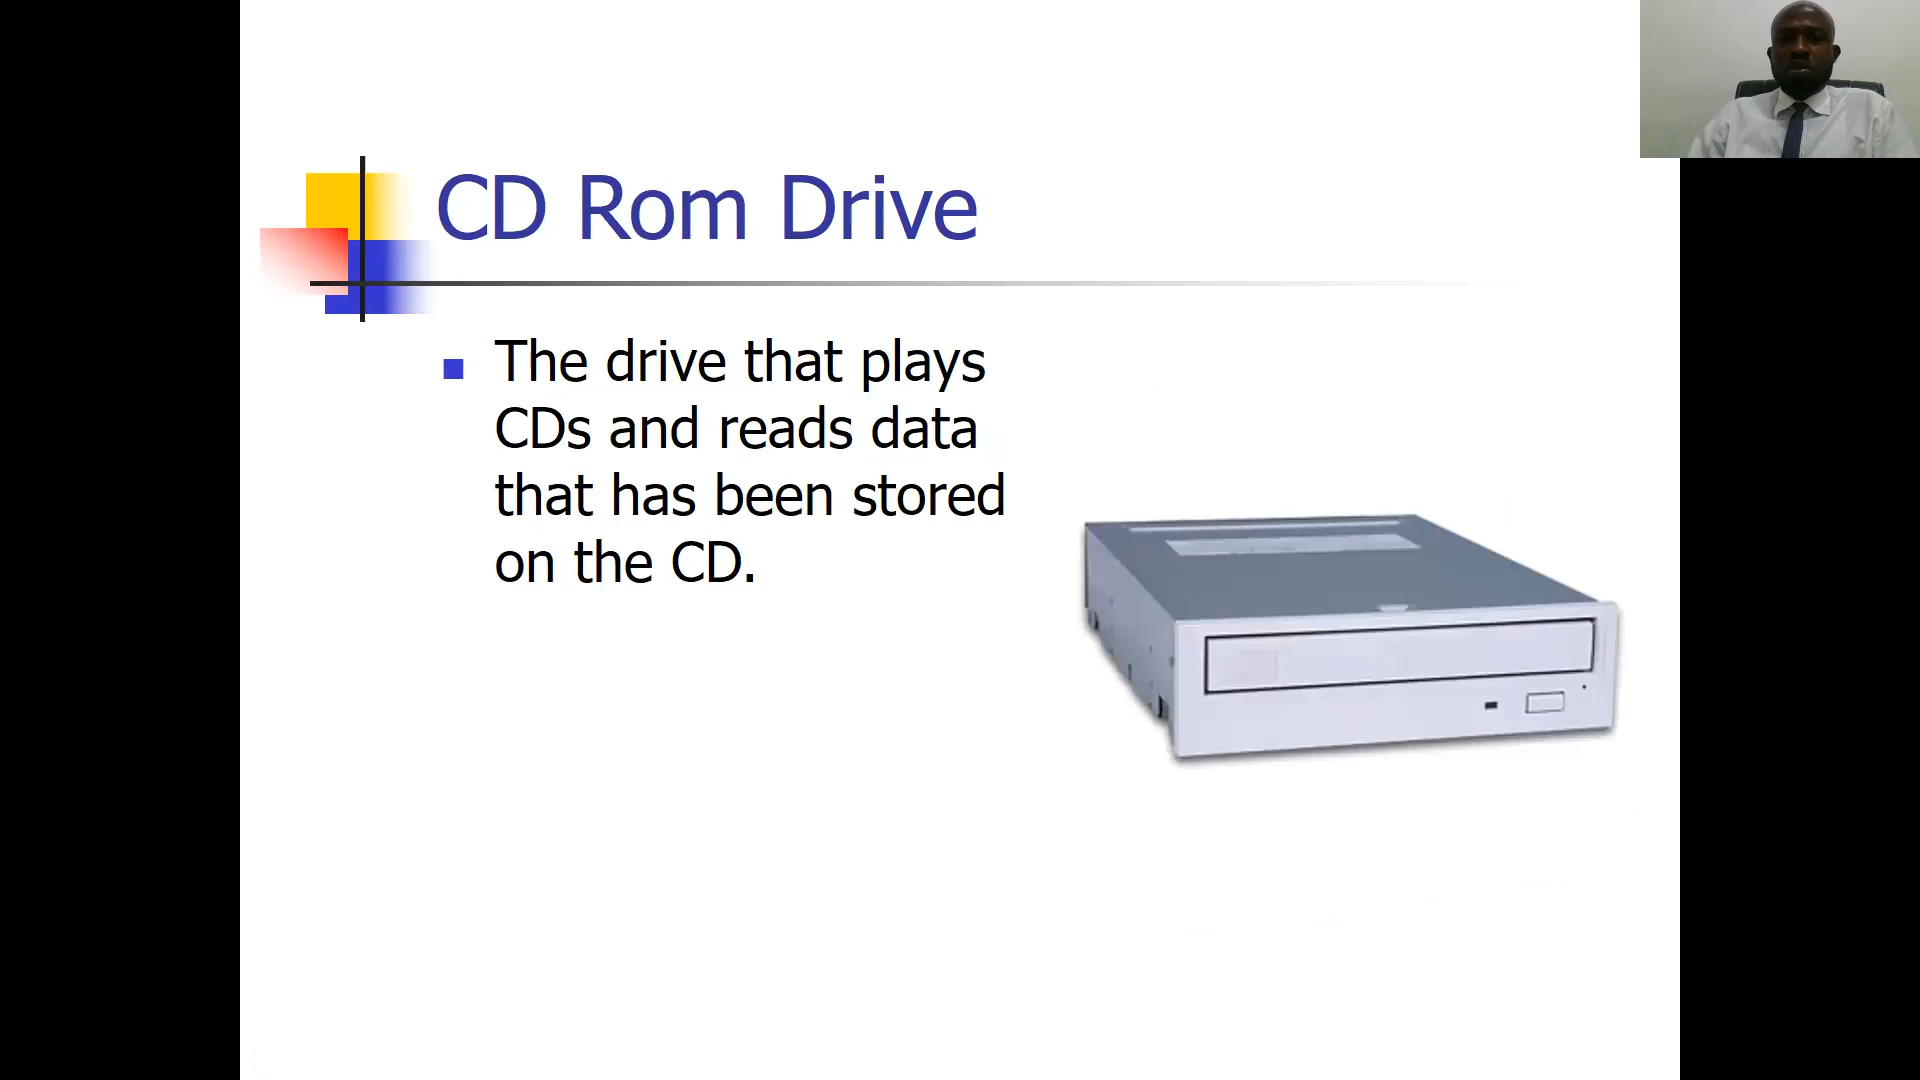 CD Rom Drive
The drive that plays
CDs and reads data
that has been stored
on the CD.